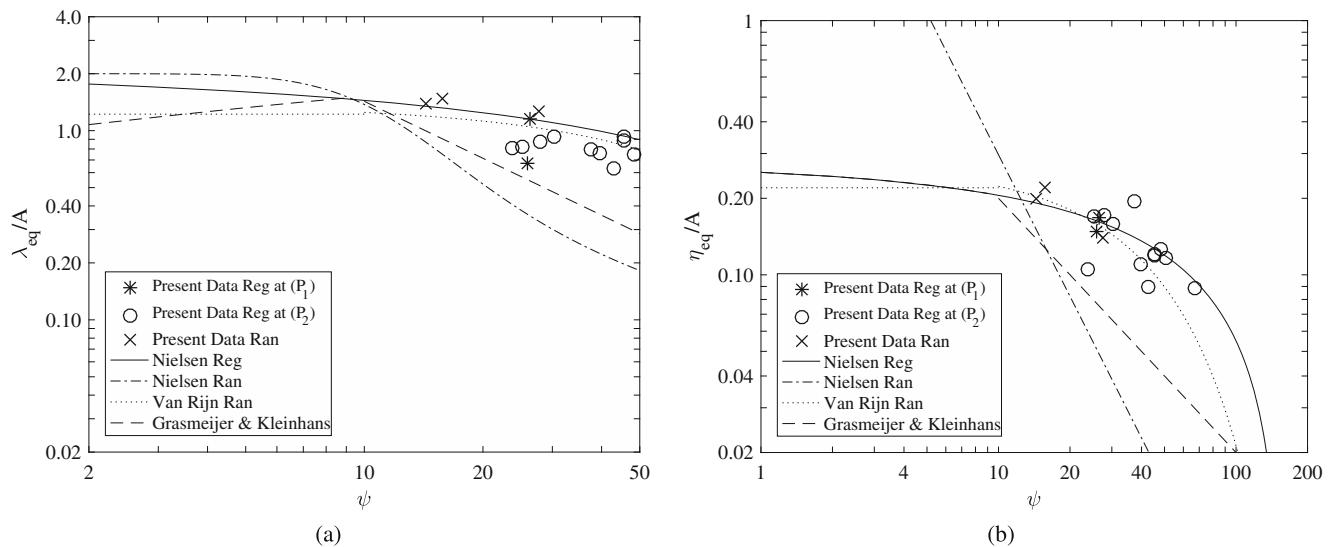 4.0
2.0
1.0
0.40
0.20
0.10
0.02
λeq/A
2
10
20
50
ψ
Present Data Reg at (P1)
Present Data Reg at (P2)
Present Data Ran
Nielsen Reg
Nielsen Ran
Van Rijn Ran
Grasmeijer & Kleinhans
(a)
1
0.40
0.20
0.10
0.04
0.02
ηeq/A
1
4
10
20
40
100
200
ψ
Present Data Reg at (P1)
Present Data Reg at (P2)
Present Data Ran
Nielsen Reg
Nielsen Ran
Van Rijn Ran
Grasmeijer & Kleinhans
(b)